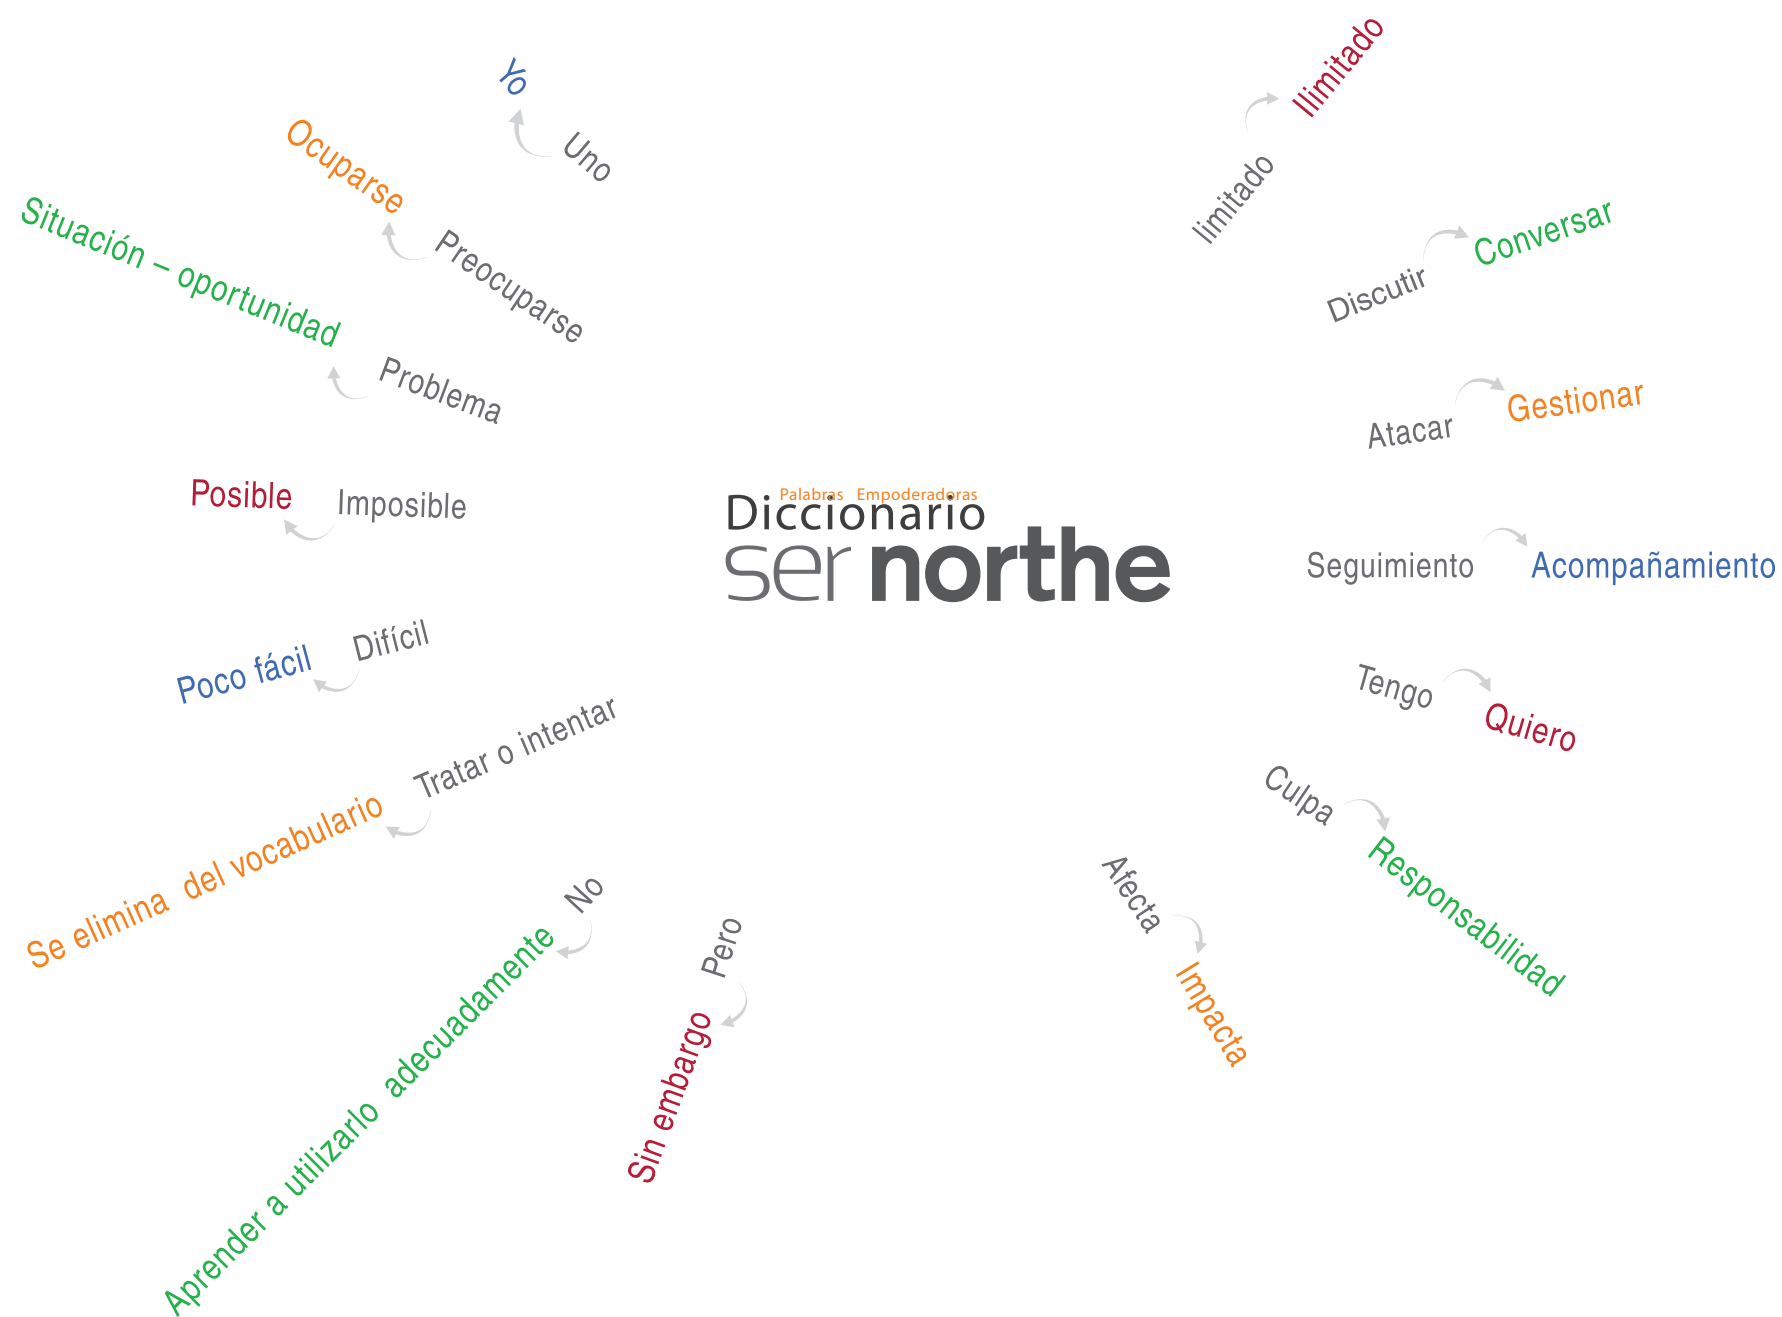 Palabras Empoderadoras
Diccionario
ser northe
Uno
Yo
Preocuparse
Ocuparse
Problema
Situación – oportunidad
Imposible
Posible
Difícil
Poco fácil
Tratar o intentar
Se elimina del vocabulario
No
Aprender a utilizarlo adecuadamente
Pero
Sin embargo
limitado
Ilimitado
Discutir
Conversar
Atacar
Gestionar
Seguimiento
Acompañamiento
Tengo
Quiero
Culpa
Responsabilidad
Afecta
Impacta